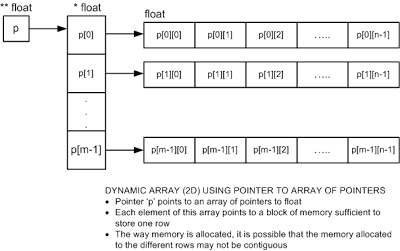 ** float
* float
float
p
p[0]
p[0][0]
p[0][1]
p[0][2]
.....
p[0][n-1]
p[1]
p[1][0]
p[1][1]
p[1][2]
.....
p[1][n-1]
.
.
.
p[m-1]
p[m-1][0]
p[m-1][1]
p[m-1][2]
.....
p[m-1][n-1]
DYNAMIC ARRAY (2D) USING POINTER TO ARRAY OF POINTERS
• Pointer 'p' points to an array of pointers to float
• Each element of this array points to a block of memory sufficient to
store one row
• The way memory is allocated, it is possible that the memory allocated
to the different rows may not be contiguous